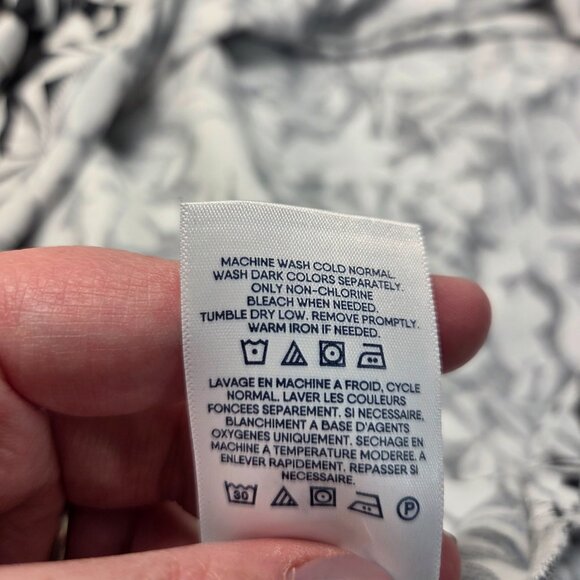 MACHINE WASH COLD NORMAL.
WASH DARK COLORS SEPARATELY.
ONLY NON-CHLORINE
BLEACH WHEN NEEDED.
TUMBLE DRY LOW. REMOVE PROMPTLY.
WARM IRON IF NEEDED.
LAVAGE EN MACHINE A FROID, CYCLE
NORMAL. LAVER LES COULEURS
FONCEES SEPAREMENT. SI NECESSAIRE,
BLANCHIMENT A BASE D'AGENTS
OXYGENES UNIQUEMENT. SECHAGE EN
MACHINE A TEMPERATURE MODEREE. A
ENLEVER RAPIDEMENT. REPASSER SI
NECESSAIRE.
30 P